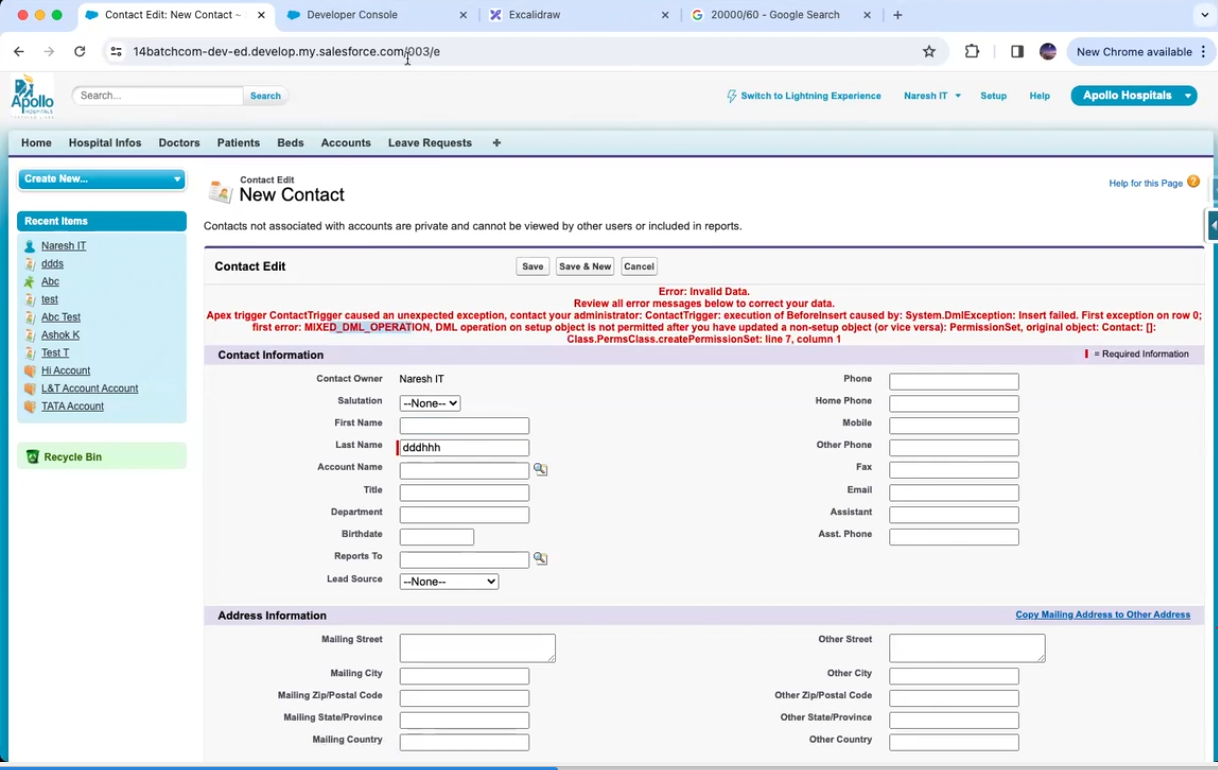 Contact Edit: New Contact ~
Developer Console
Excalidraw
20000/60 - Google Search
14batchcom-dev-ed.develop.my.salesforce.com/003/e
New Chrome available
Apollo
HOSPITALS
Search...
Search
Switch to Lightning Experience
Naresh IT
Setup
Help
Apollo Hospitals
Home
Hospital Infos
Doctors
Patients
Beds
Accounts
Leave Requests
+
Create New...
Recent Items
Naresh IT
ddds
Abc
test
Abc Test
Ashok K
Test T
Hi Account
L&T Account Account
TATA Account
Recycle Bin
Contact Edit
New Contact
Help for this Page
Contacts not associated with accounts are private and cannot be viewed by other users or included in reports.
Contact Edit
Save
Save & New
Cancel
Error: Invalid Data.
Review all error messages below to correct your data.
Apex trigger ContactTrigger caused an unexpected exception, contact your administrator: ContactTrigger: execution of BeforeInsert caused by: System.DmlException: Insert failed. First exception on row 0;
first error: MIXED_DML_OPERATION, DML operation on setup object is not permitted after you have updated a non-setup object (or vice versa): PermissionSet, original object: Contact: []:
Class.PermsClass.createPermissionSet: line 7, column 1
Contact Information
= Required Information
Contact Owner Naresh IT
Phone
Salutation --None--
Home Phone
First Name
Mobile
Last Name dddhhh
Other Phone
Account Name
Fax
Title
Email
Department
Assistant
Birthdate
Asst. Phone
Reports To
Lead Source --None--
Address Information
Copy Mailing Address to Other Address
Mailing Street
Other Street
Mailing City
Other City
Mailing Zip/Postal Code
Other Zip/Postal Code
Mailing State/Province
Other State/Province
Mailing Country
Other Country